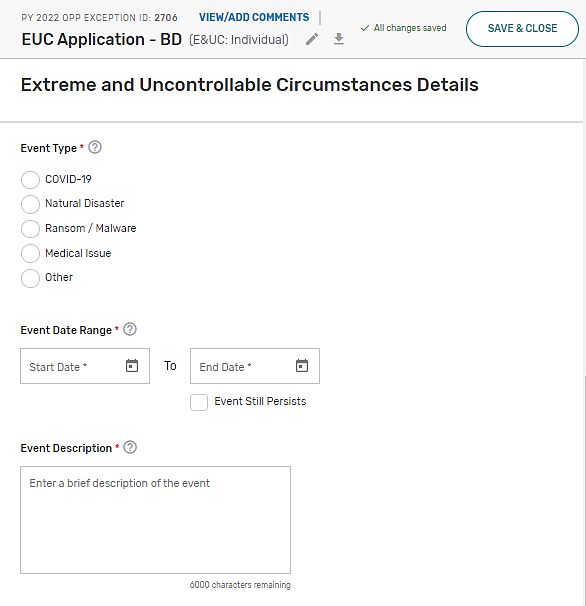 PY 2022 QPP EXCEPTION ID: 2706 VIEW/ADD COMMENTS
EUC Application - BD (E&UC: Individual)
All changes saved
SAVE & CLOSE
Extreme and Uncontrollable Circumstances Details
Event Type * ?
COVID-19
Natural Disaster
Ransom / Malware
Medical Issue
Other
Event Date Range * ?
Start Date * To End Date *
Event Still Persists
Event Description * ?
Enter a brief description of the event
6000 characters remaining